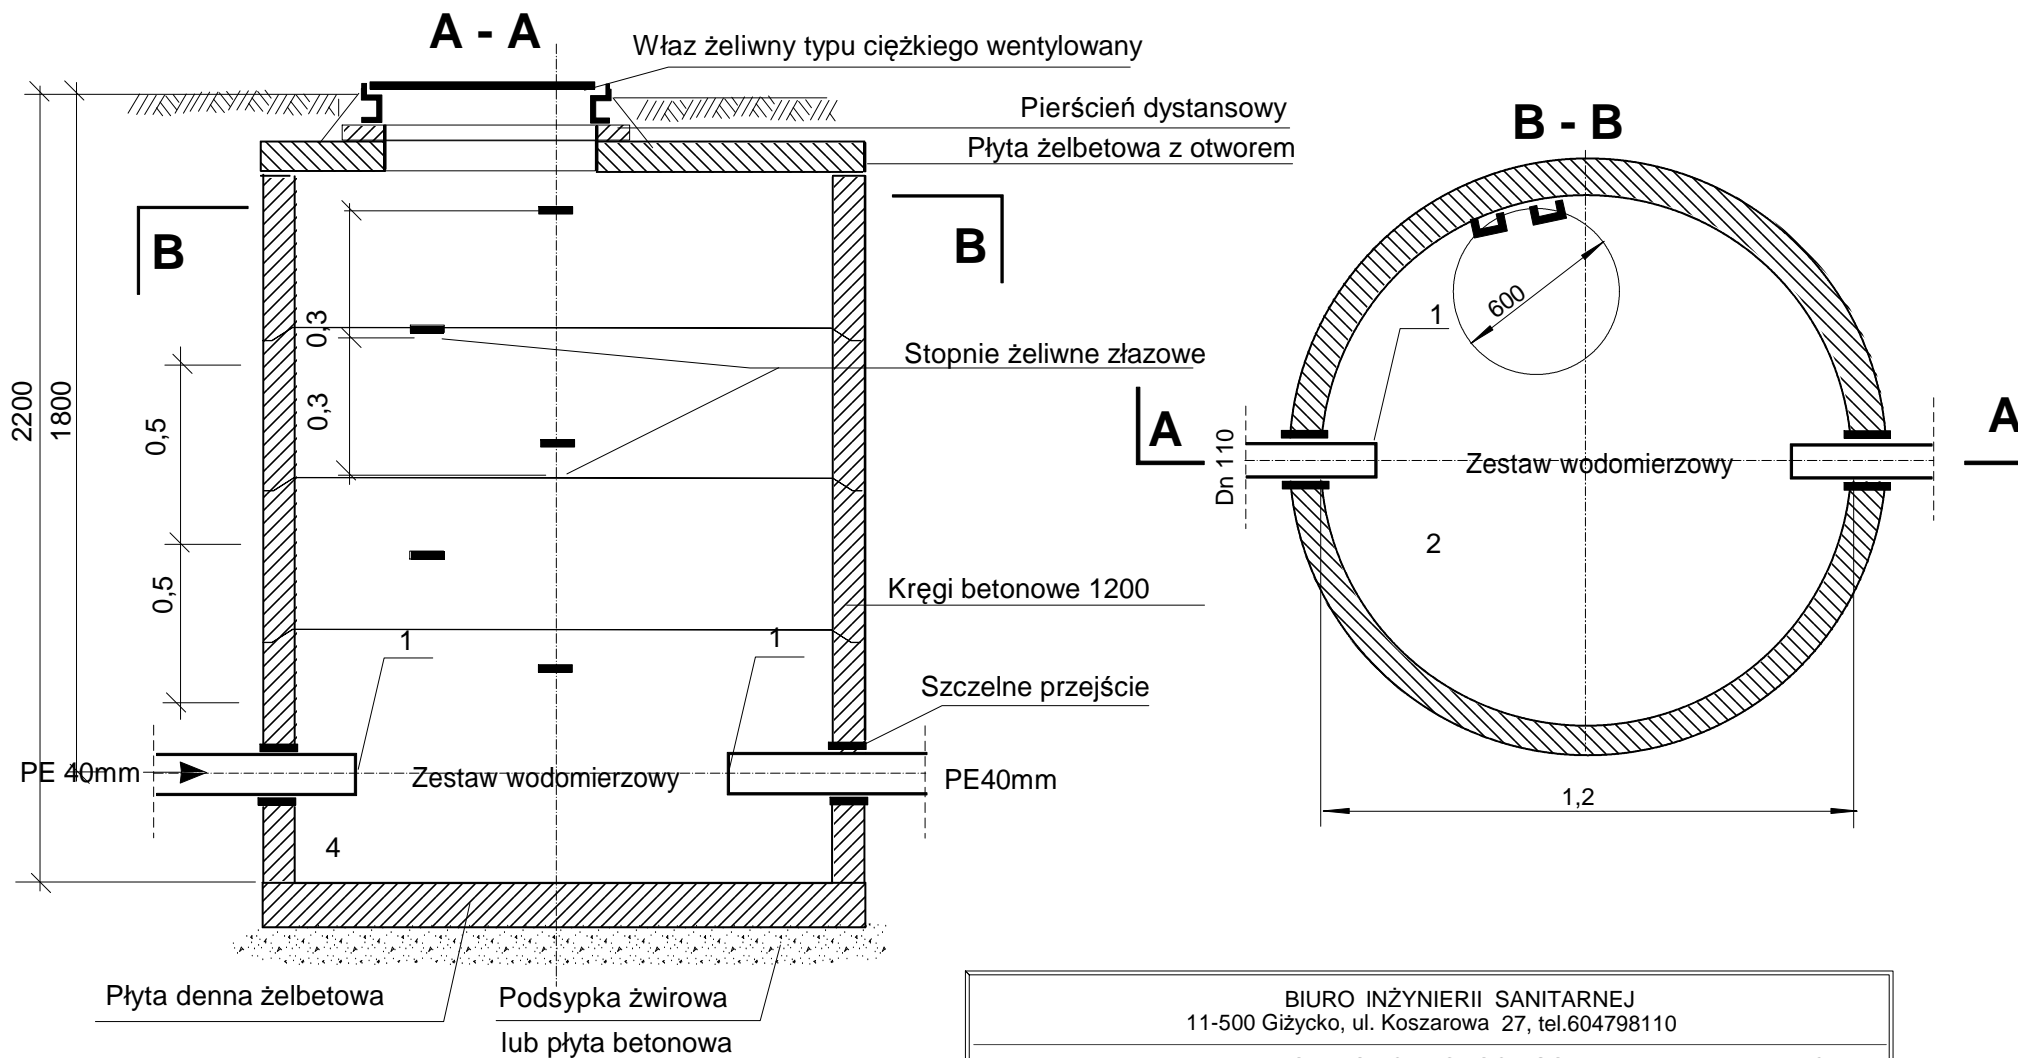 A - A
Właz żeliwny typu ciężkiego wentylowany
Pierścień dystansowy
Płyta żelbetowa z otworem
B - B
B
B
600
1
0,3
Stopnie żeliwne złazowe
0,3
2200
1800
0,5
A
A
Dn 110
Zestaw wodomierzowy
2
0,5
Kręgi betonowe 1200
1
1
Szczelne przejście
PE 40mm
Zestaw wodomierzowy
PE40mm
1,2
4
Płyta denna żelbetowa
Podsypka żwirowa
lub płyta betonowa
BIURO INŻYNIERII SANITARNEJ
11-500 Giżycko, ul. Koszarowa 27, tel.604798110